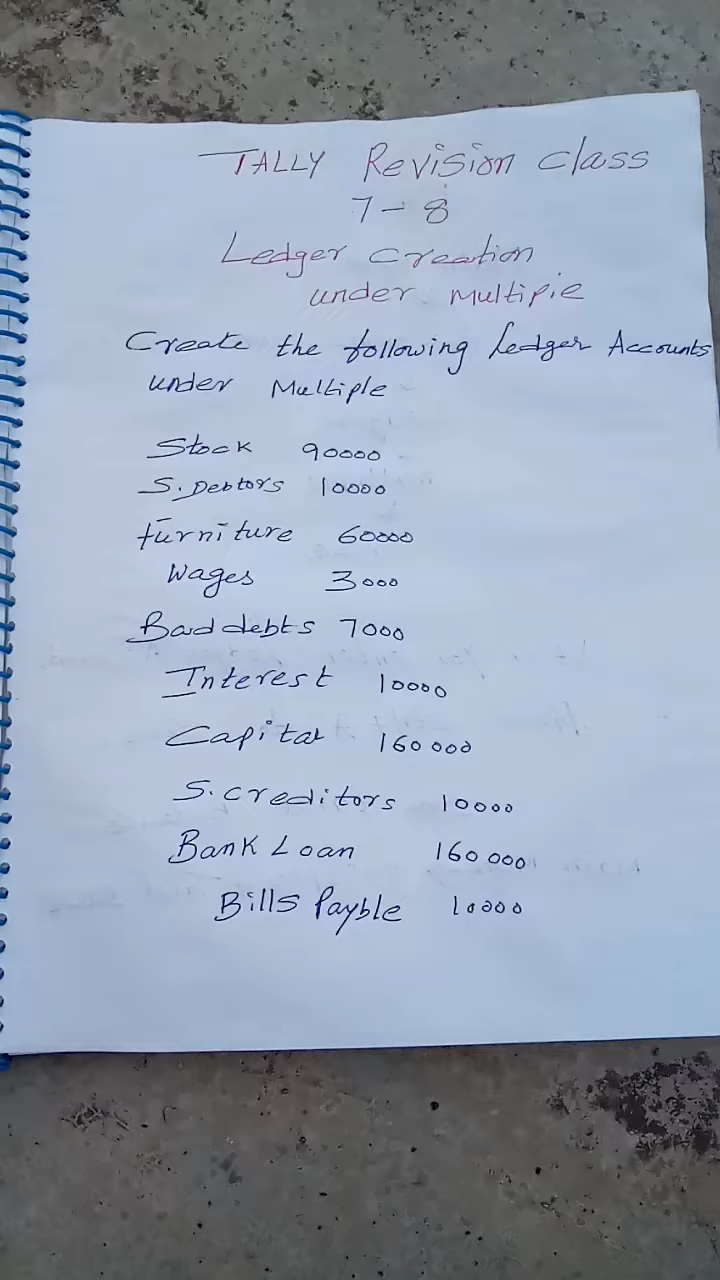 TALLY Revision Class
7-8
Ledger Creation
under Multiple
Create the following Ledger Accounts
under Multiple
Stock 90000
S. Debtors 10000
furniture 60000
Wages 3000
Bad debts 7000
Interest 10000
Capital 160000
S. Creditors 10000
Bank Loan 160000
Bills Payble 10000